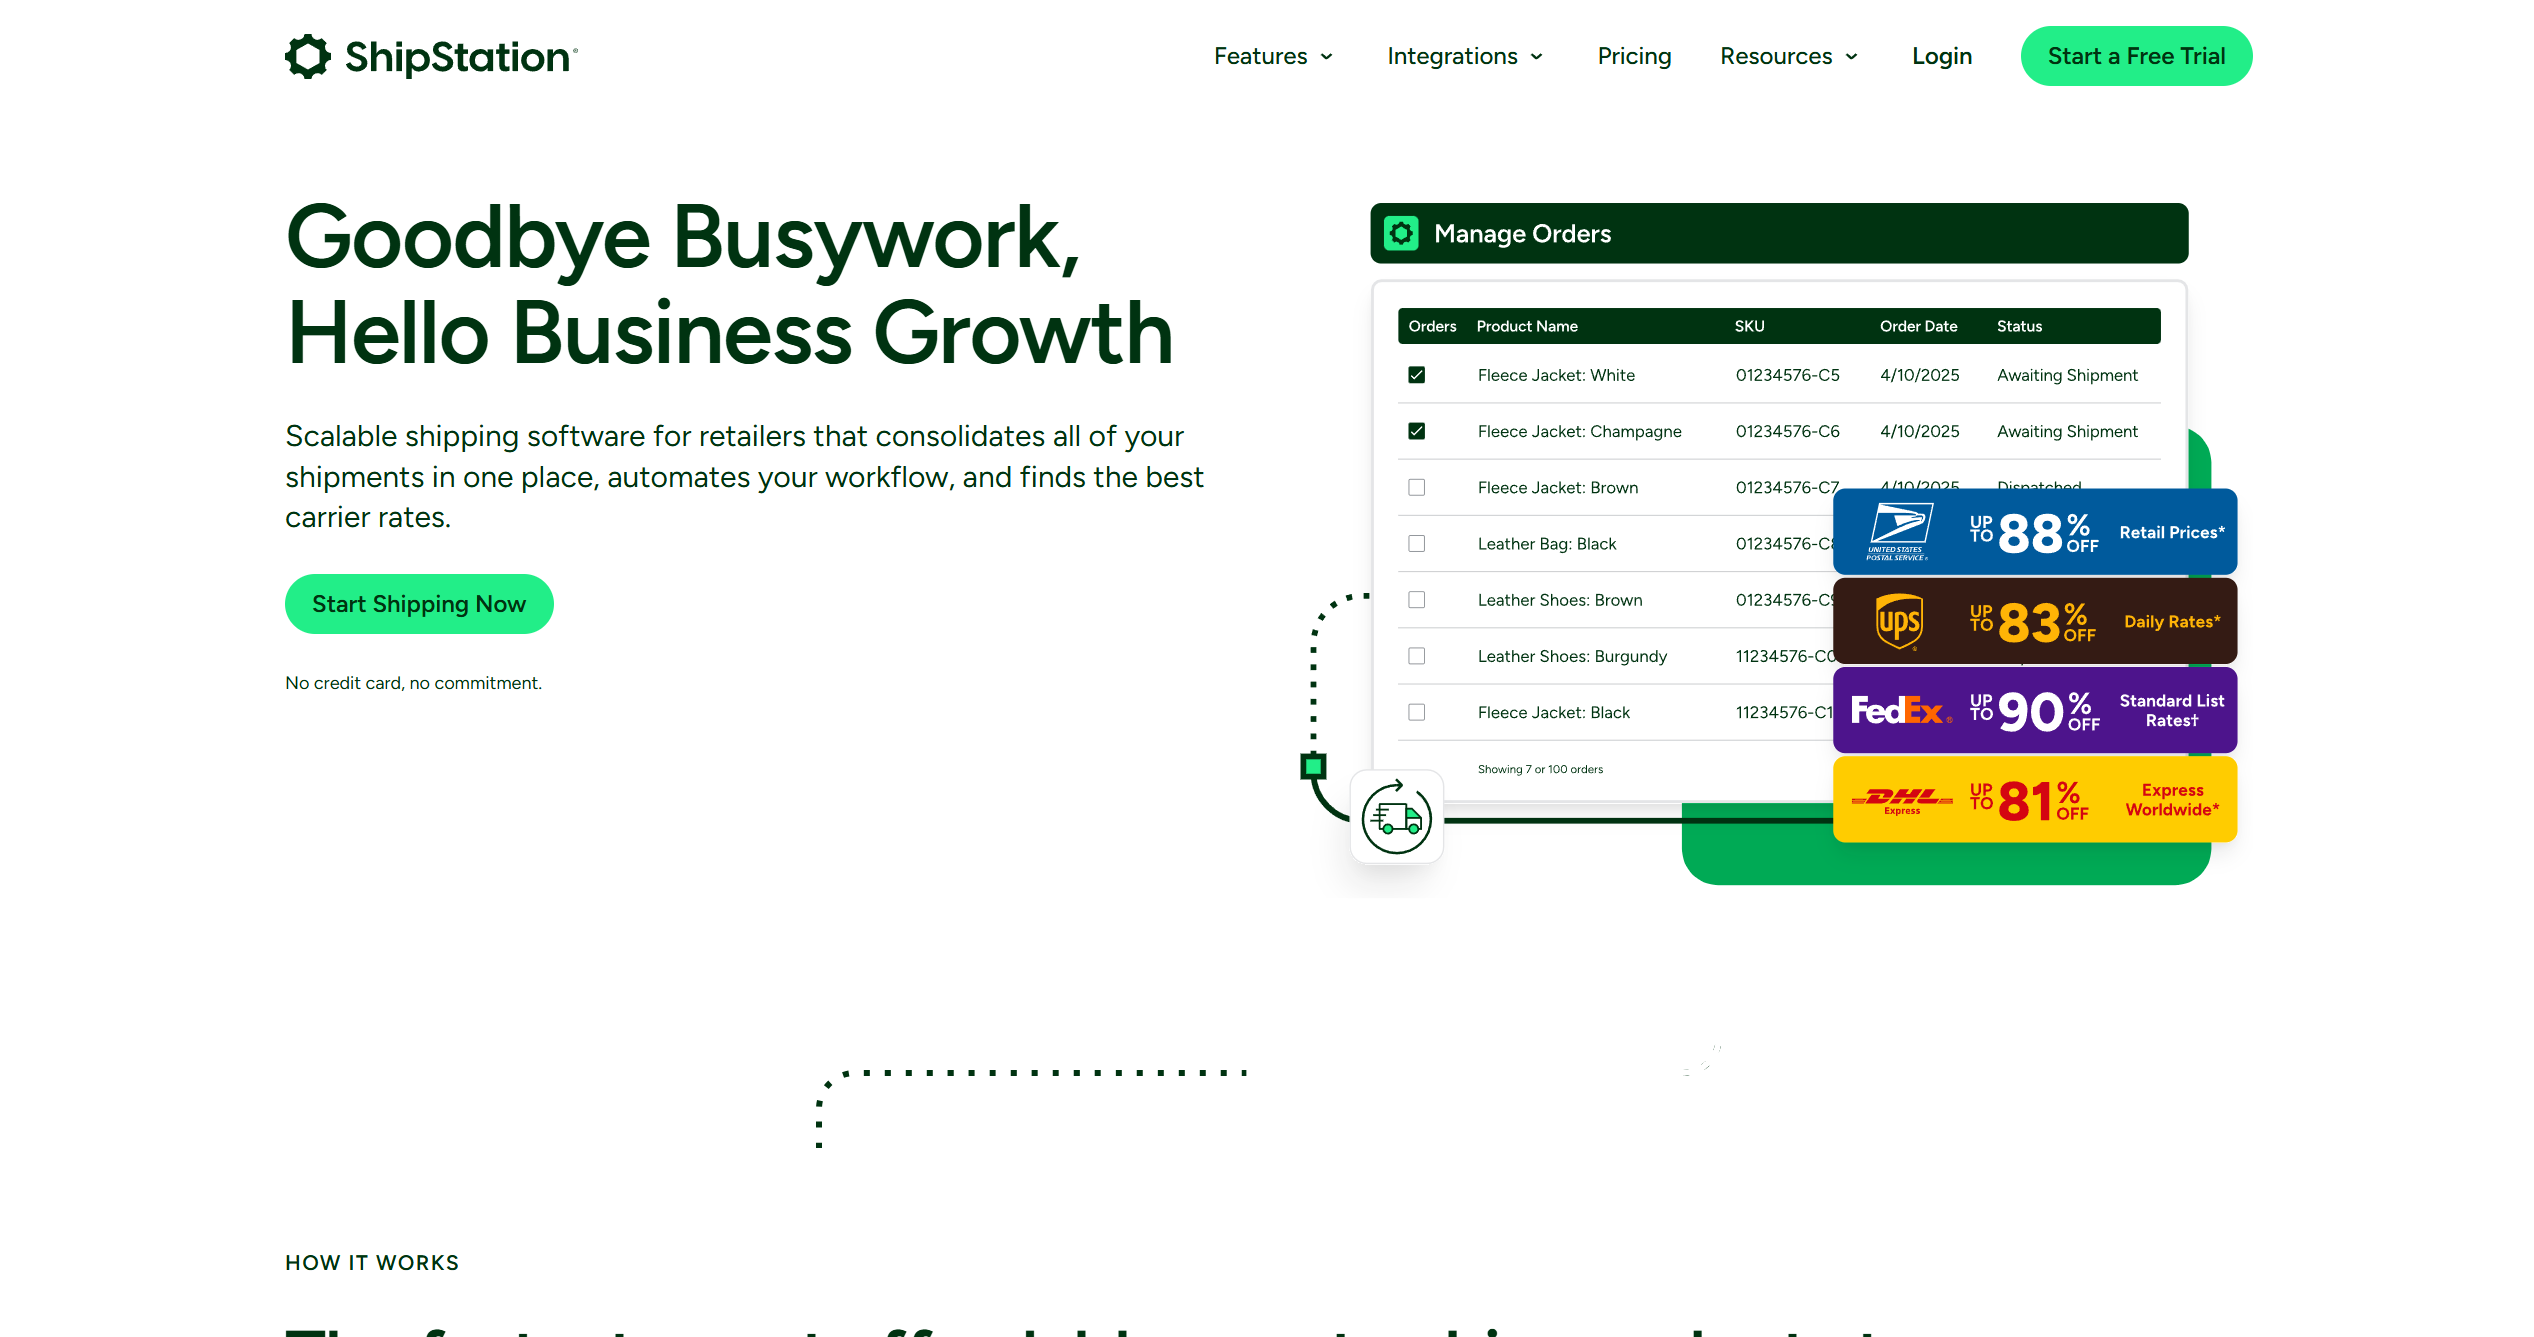 ShipStation®
Features
Integrations
Pricing
Resources
Login
Start a Free Trial
Goodbye Busywork,
Hello Business Growth
Scalable shipping software for retailers that consolidates all of your
shipments in one place, automates your workflow, and finds the best
carrier rates.
Start Shipping Now
No credit card, no commitment.
Manage Orders
Orders Product Name SKU Order Date Status
Fleece Jacket: White 01234576-C5 4/10/2025 Awaiting Shipment
Fleece Jacket: Champagne 01234576-C6 4/10/2025 Awaiting Shipment
Fleece Jacket: Brown 01234576-C7 4/10/2025 Dispatched
Leather Bag: Black 01234576-C8
Leather Shoes: Brown 01234576-C9
Leather Shoes: Burgundy 11234576-C0
Fleece Jacket: Black 11234576-C1
Showing 7 or 100 orders
UNITED STATES
POSTAL SERVICE®
UP TO 88% OFF Retail Prices*
ups
UP TO 83% OFF Daily Rates*
FedEx®
UP TO 90% OFF Standard List
Rates†
DHL
Express
UP TO 81% OFF Express
Worldwide*
HOW IT WORKS